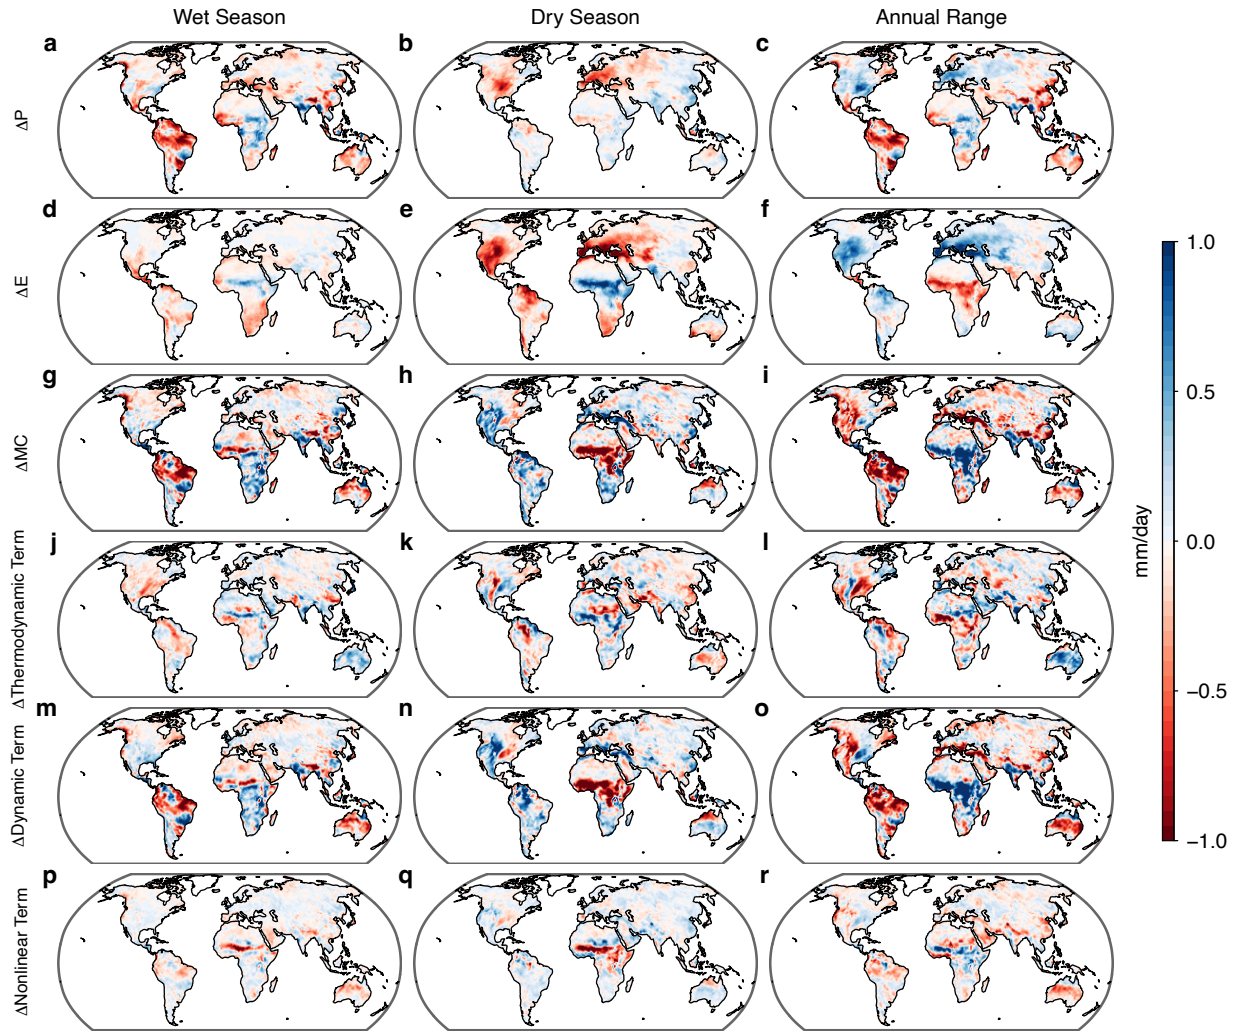 Wet Season
Dry Season
Annual Range
a
b
c
ΔP
d
e
f
ΔE
g
h
i
ΔMC
j
k
l
ΔThermodynamic Term
m
n
o
ΔDynamic Term
p
q
r
ΔNonlinear Term
1.0
0.5
0.0
−0.5
−1.0
mm/day